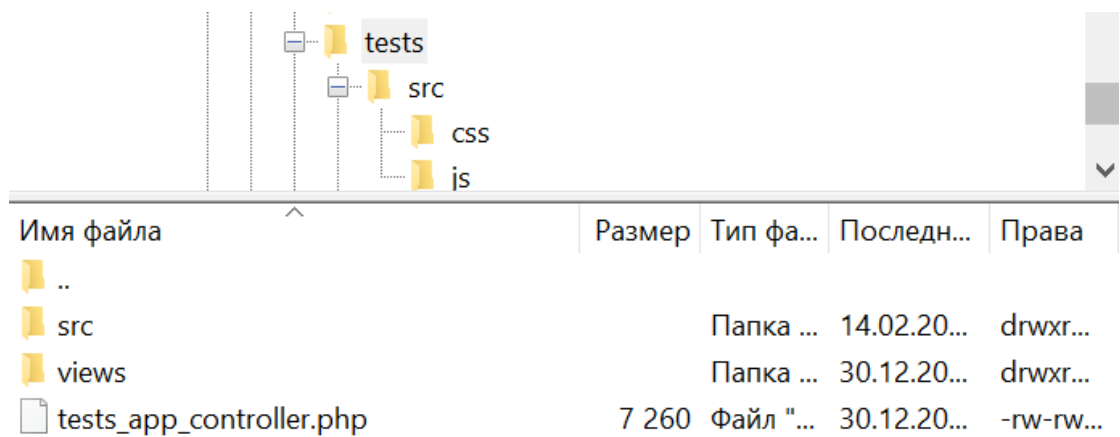 tests
src
css
js
Имя файла Размер Тип фа... Последн... Права
..
src Папка ... 14.02.20... drwxr...
views Папка ... 30.12.20... drwxr...
tests_app_controller.php 7 260 Файл "... 30.12.20... -rw-rw...